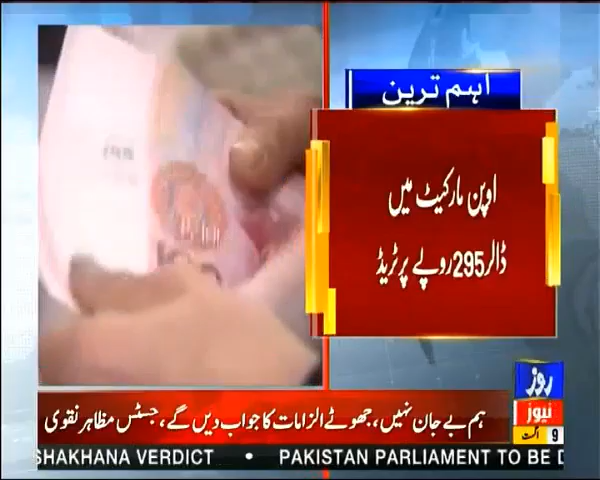 اہم ترین
اوپن مارکیٹ میں
ڈالر 295 روپے پر ٹریڈ
روز
نیوز
9 اگست
ہم بے جان نہیں، جھوٹے الزامات کا جواب دیں گے، جسٹس مظاہر نقوی
SHAKHANA VERDICT • PAKISTAN PARLIAMENT TO BE D